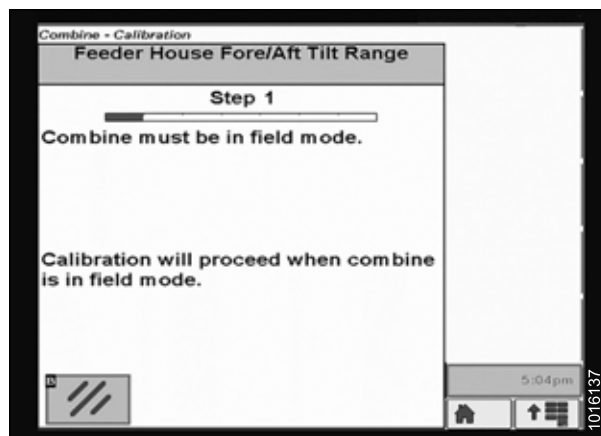 Combine - Calibration
Feeder House Fore/Aft Tilt Range
Step 1
Combine must be in field mode.
Calibration will proceed when combine
is in field mode.
5:04pm
1016137